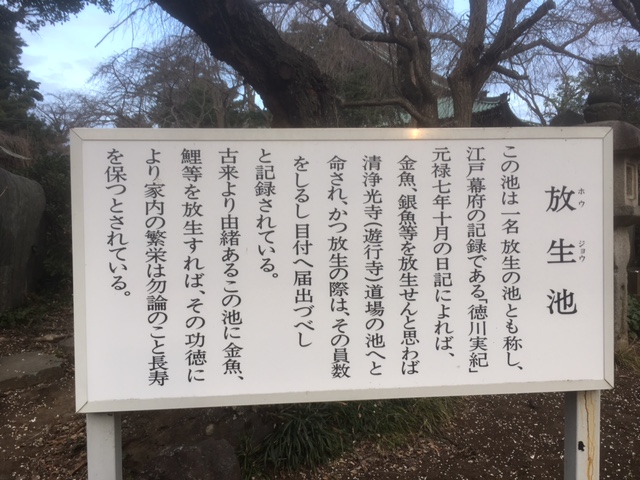 放生池
ホウ
ジョウ
この池は一名 放生の池 とも称し、
江戸幕府の記録である「徳川実紀」
元禄七年十月の日記によれば、
金魚、銀魚等を放生せんと思わば
清浄光寺（遊行寺）道場の池へと
命され、かつ放生の際は、その員数
をしるし目付へ届出づべし
と記録されている。
古来より由緒あるこの池に金魚、
鯉等を放生すれば、その功徳に
より家内の繁栄は勿論のこと長寿
を保つとされている。